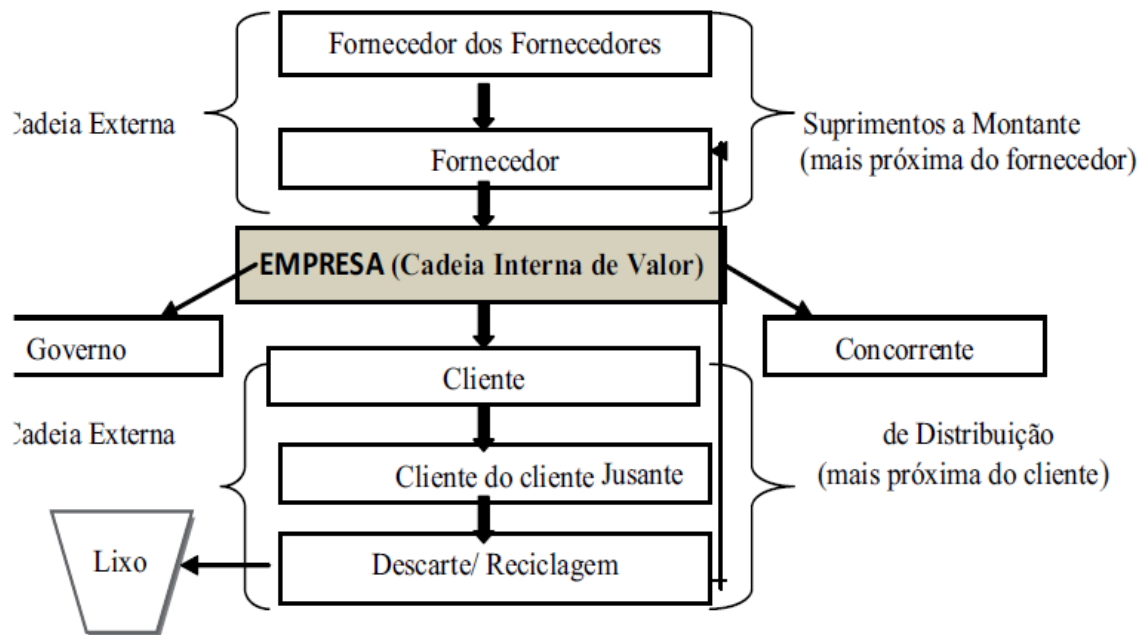 Fornecedor dos Fornecedores
Cadeia Externa
Suprimentos a Montante
(mais próxima do fornecedor)
Fornecedor
EMPRESA (Cadeia Interna de Valor)
Governo
Concorrente
Cliente
Cadeia Externa
de Distribuição
(mais próxima do cliente)
Cliente do cliente Jusante
Lixo
Descarte/ Reciclagem